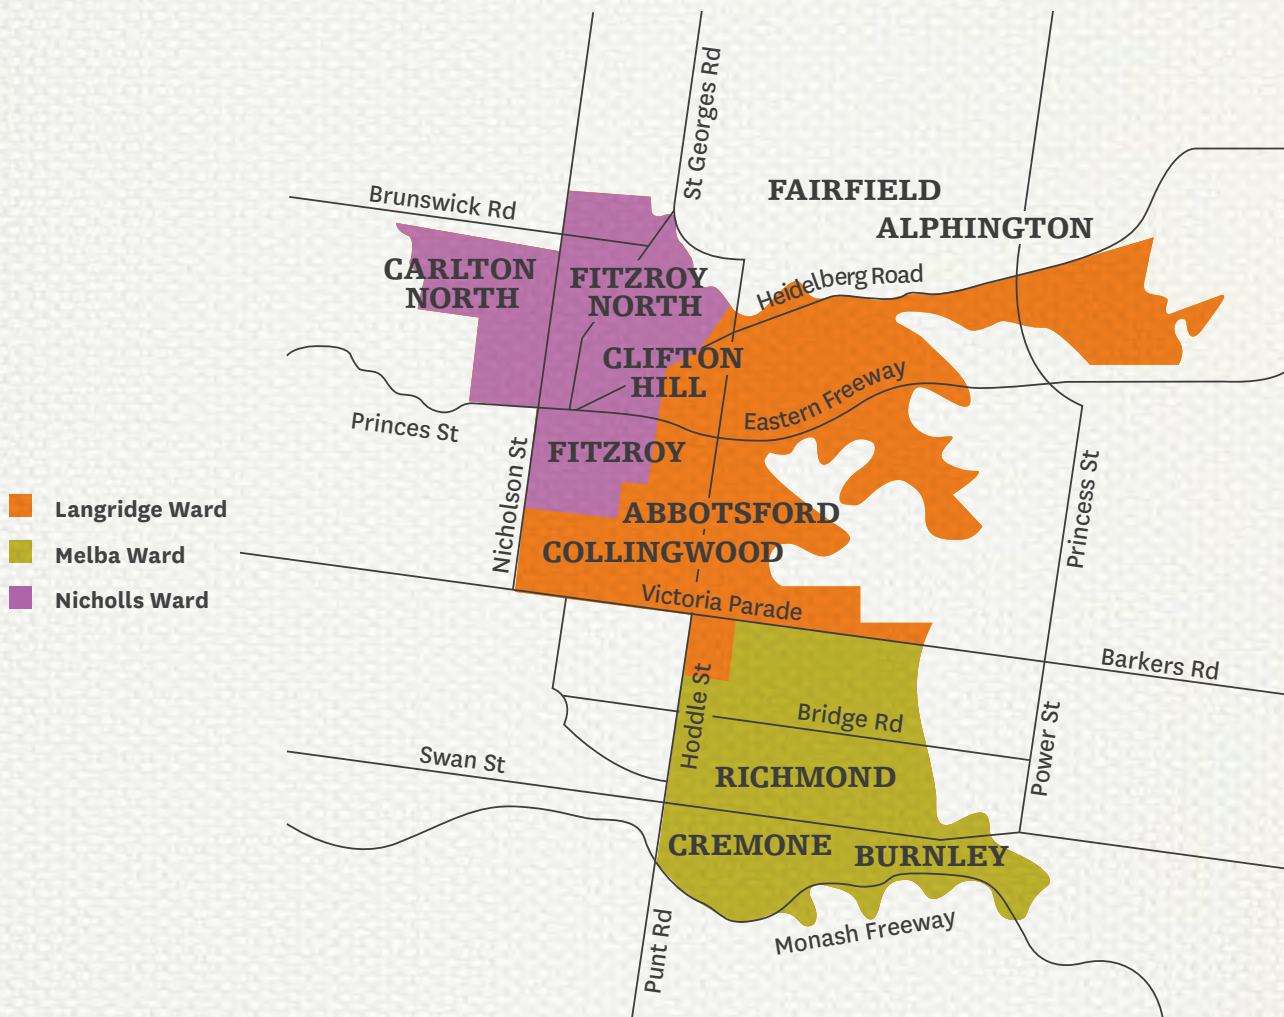 St Georges Rd
FAIRFIELD
Brunswick Rd
ALPHINGTON
CARLTON
NORTH
FITZROY
NORTH
Heidelberg Road
CLIFTON
HILL
Eastern Freeway
Princes St
FITZROY
Nicholson St
Princess St
Langridge Ward
ABBOTSFORD
Melba Ward
COLLINGWOOD
Nicholls Ward
Victoria Parade
Barkers Rd
Hoddle St
Bridge Rd
Power St
Swan St
RICHMOND
CREMONE
BURNLEY
Punt Rd
Monash Freeway